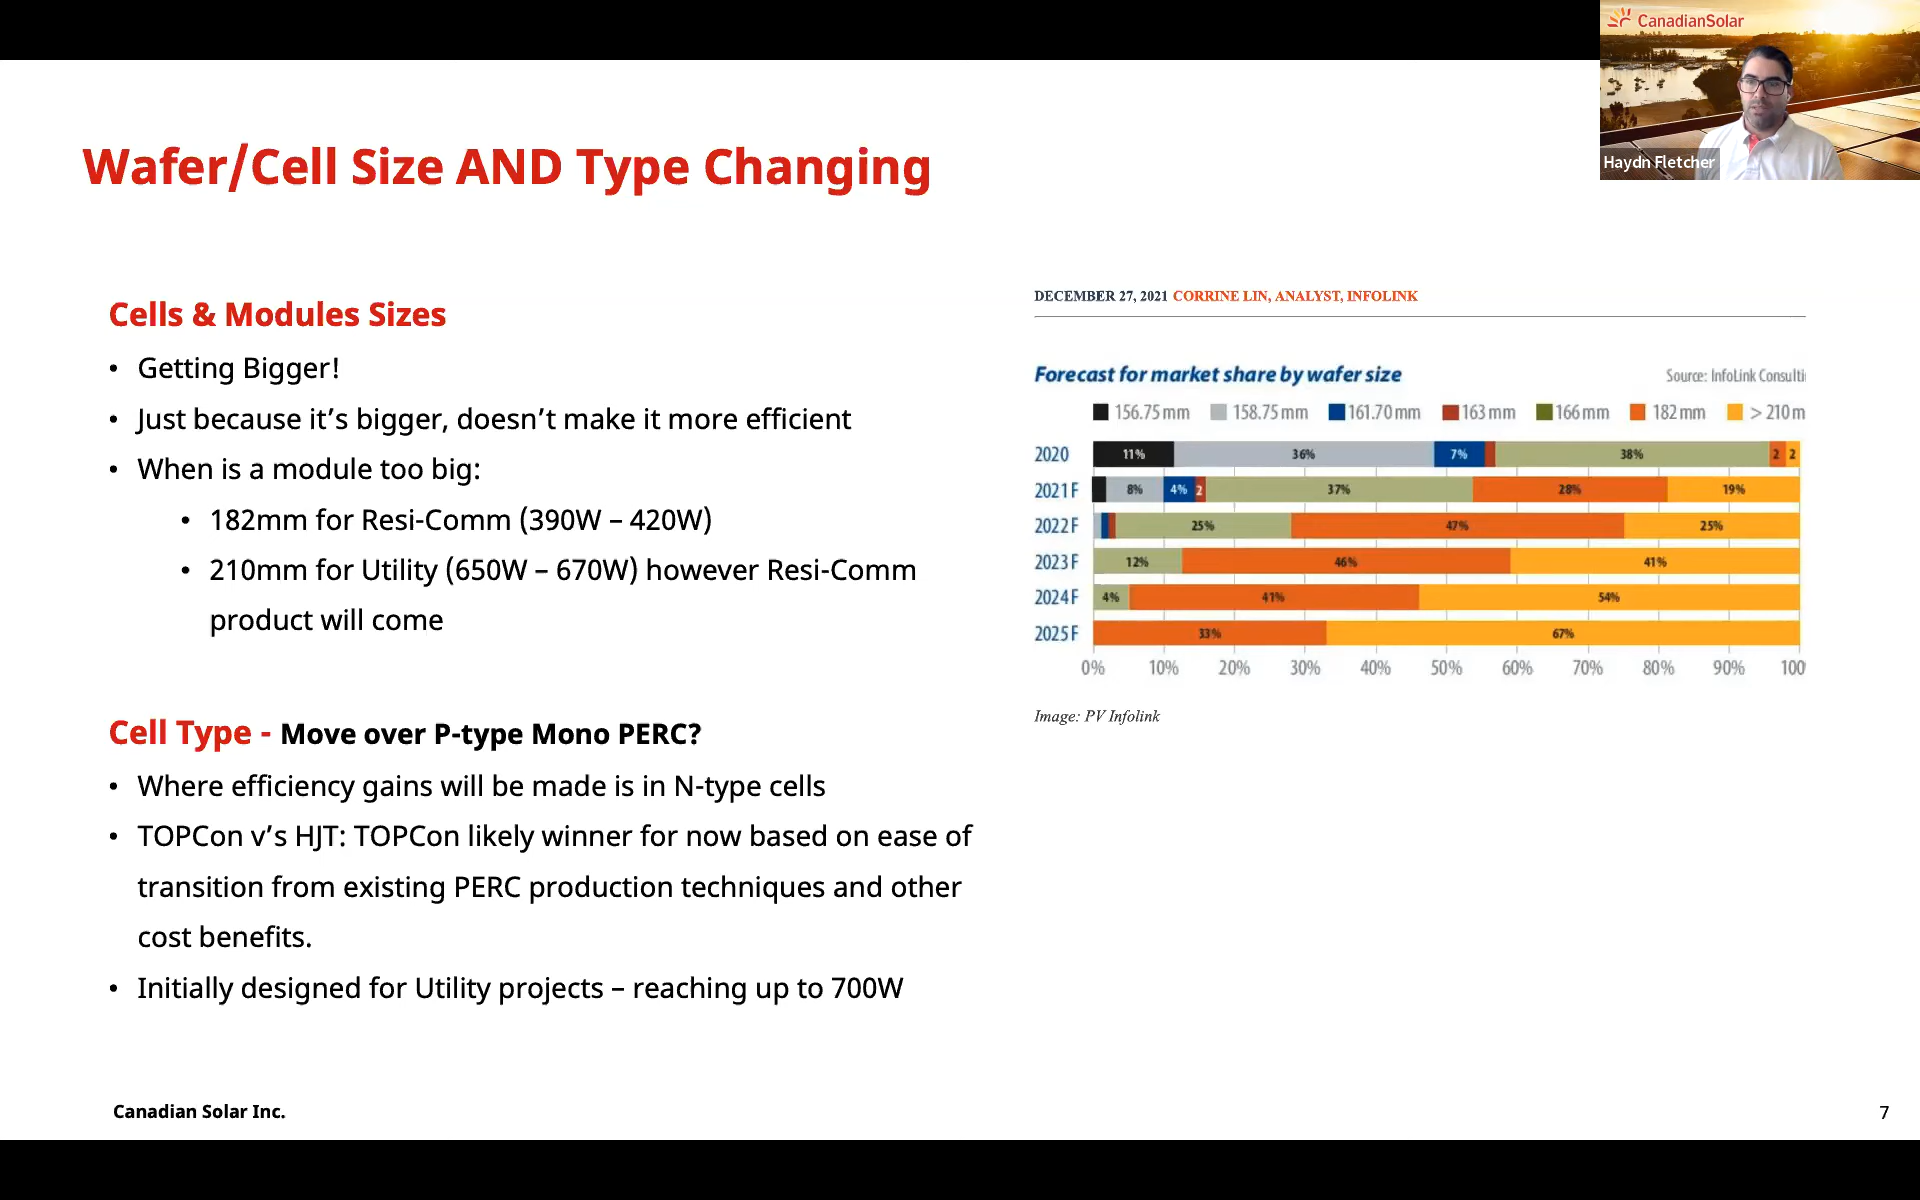 CanadianSolar
Haydn Fletcher
Wafer/Cell Size AND Type Changing
Cells & Modules Sizes
• Getting Bigger!
• Just because it’s bigger, doesn’t make it more efficient
• When is a module too big:
• 182mm for Resi-Comm (390W – 420W)
• 210mm for Utility (650W – 670W) however Resi-Comm
product will come
Cell Type - Move over P-type Mono PERC?
• Where efficiency gains will be made is in N-type cells
• TOPCon v’s HJT: TOPCon likely winner for now based on ease of
transition from existing PERC production techniques and other
cost benefits.
• Initially designed for Utility projects – reaching up to 700W
DECEMBER 27, 2021 CORRINE LIN, ANALYST, INFOLINK
Forecast for market share by wafer size
Source: InfoLink Consulti
156.75 mm 158.75 mm 161.70 mm 163 mm 166 mm 182 mm > 210 m
2020 11% 36% 7% 38% 2 2
2021 F 8% 4% 2 37% 28% 19%
2022 F 25% 47% 25%
2023 F 12% 46% 41%
2024 F 4% 41% 54%
2025 F 33% 67%
0% 10% 20% 30% 40% 50% 60% 70% 80% 90% 100
Image: PV Infolink
Canadian Solar Inc.
7